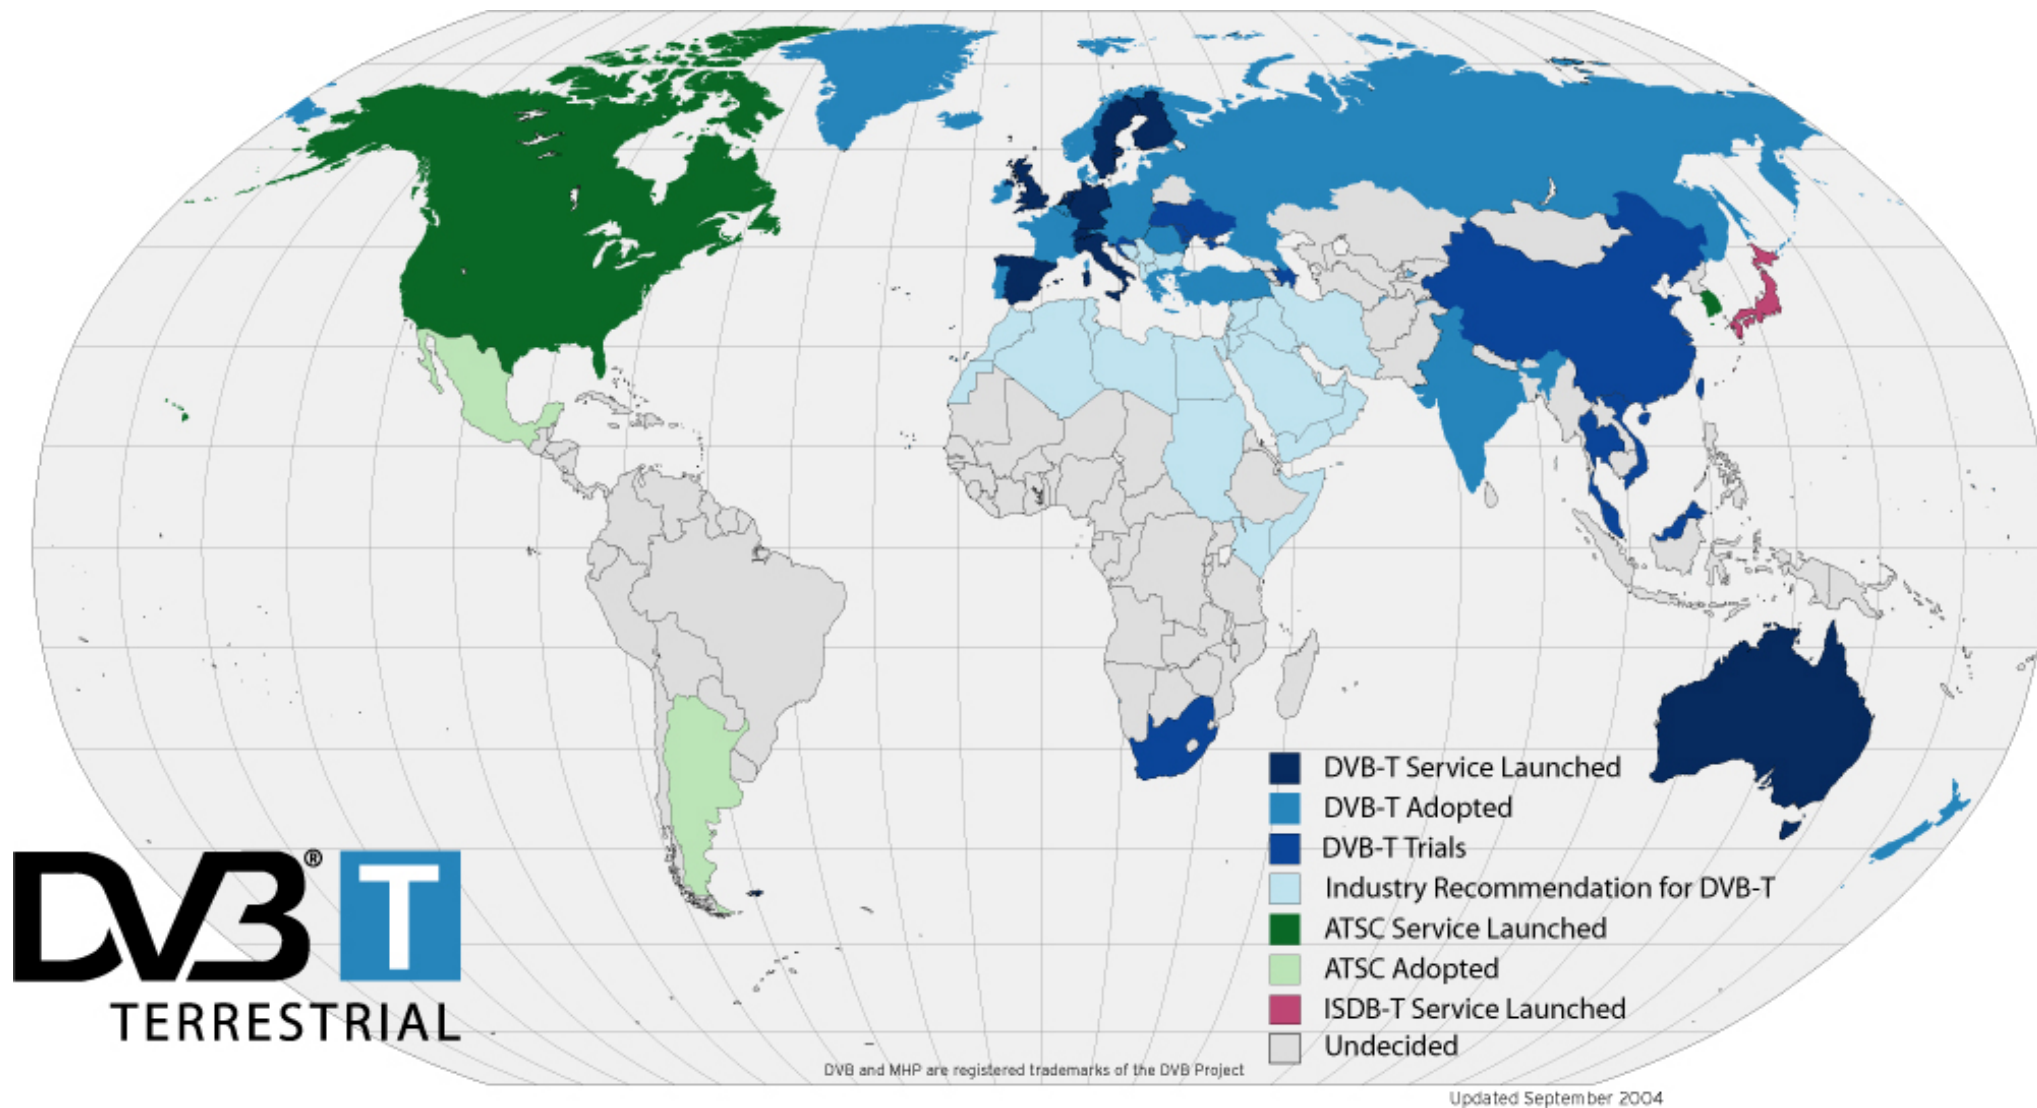 DVB-T Service Launched
DVB-T Adopted
DVB-T Trials
Industry Recommendation for DVB-T
ATSC Service Launched
ATSC Adopted
ISDB-T Service Launched
Undecided
DVB® T
TERRESTRIAL
DVB and MHP are registered trademarks of the DVB Project
Updated September 2004